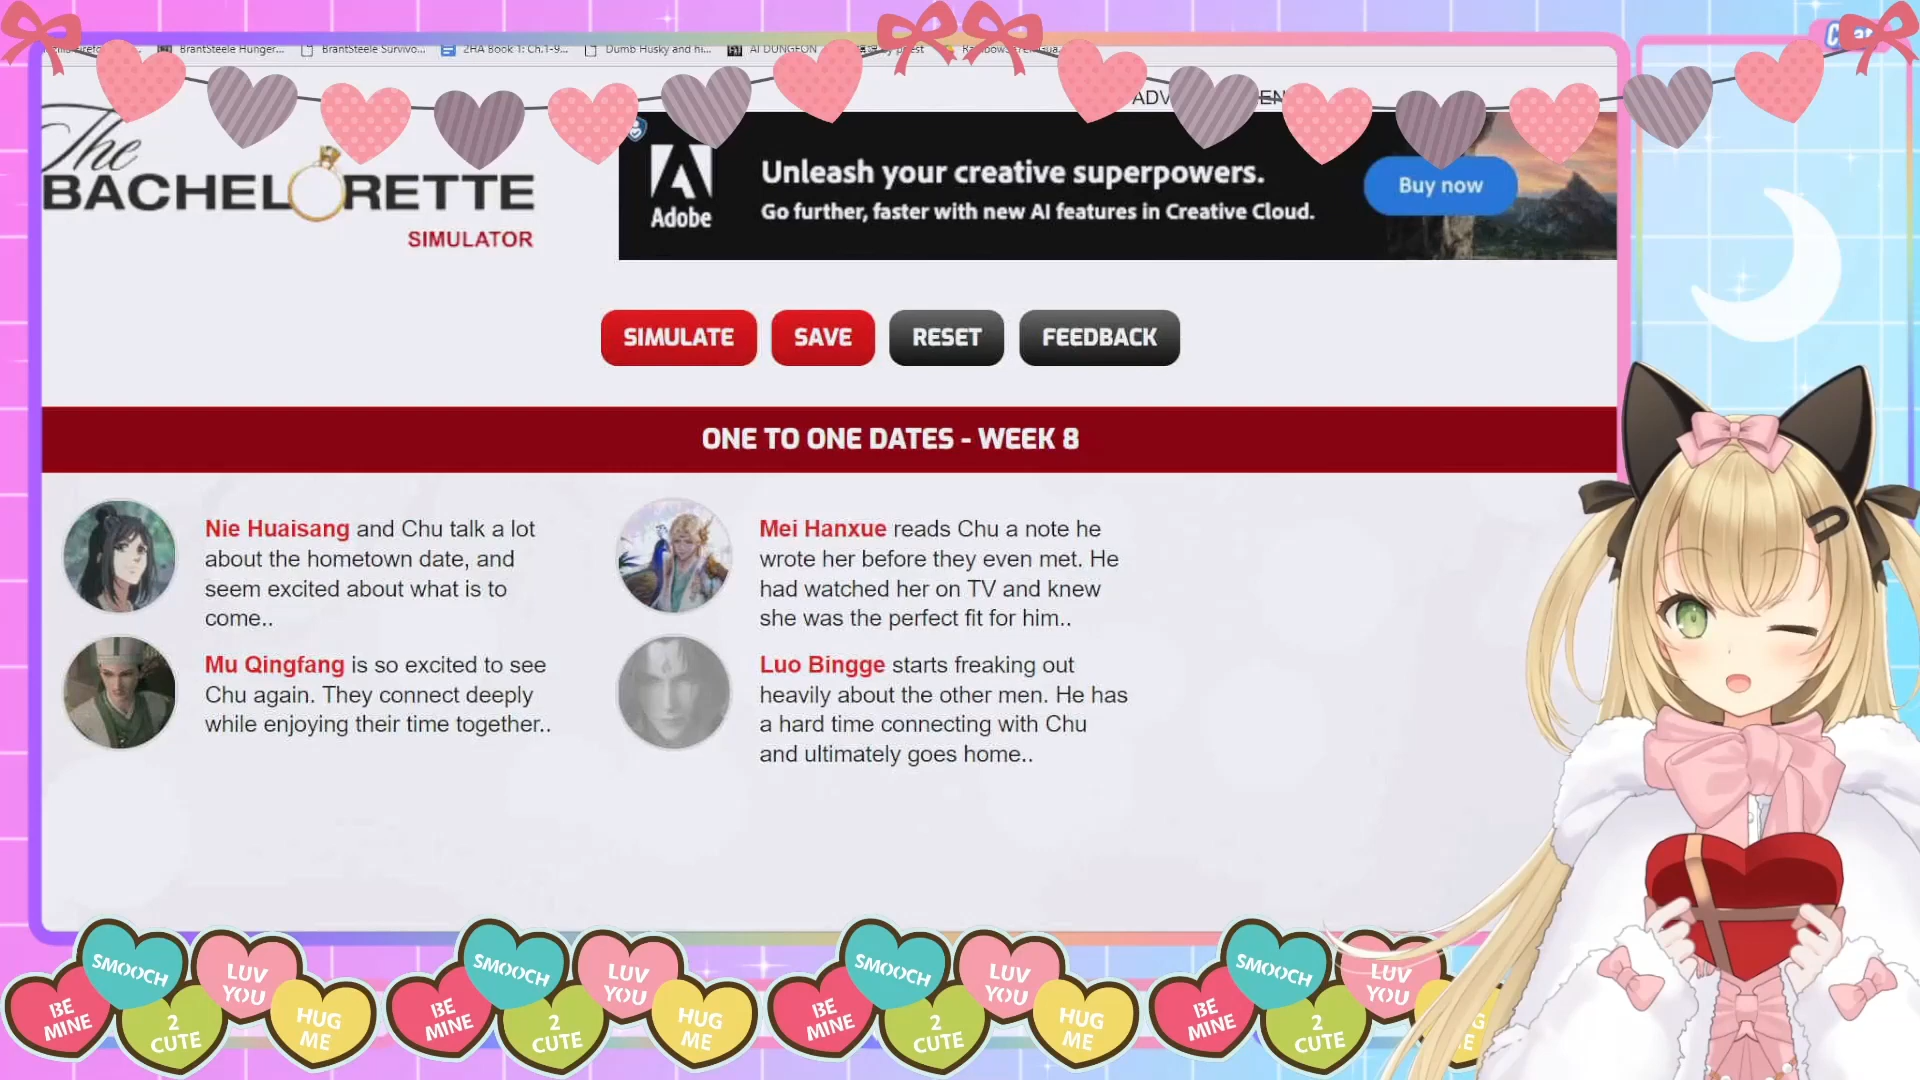 BrantSteele Hunger...
BrantSteele Survivo...
2HA Book 1: Ch.1-9...
Dumb Husky and hi...
AI DUNGEON
The
BACHELORETTE
SIMULATOR
Adobe
Unleash your creative superpowers.
Go further, faster with new AI features in Creative Cloud.
Buy now
SIMULATE
SAVE
RESET
FEEDBACK
ONE TO ONE DATES - WEEK 8
Nie Huaisang and Chu talk a lot
about the hometown date, and
seem excited about what is to
come..
Mei Hanxue reads Chu a note he
wrote her before they even met. He
had watched her on TV and knew
she was the perfect fit for him..
Mu Qingfang is so excited to see
Chu again. They connect deeply
while enjoying their time together..
Luo Bingge starts freaking out
heavily about the other men. He has
a hard time connecting with Chu
and ultimately goes home..
BE
MINE
SMOOCH
2
CUTE
LUV
YOU
HUG
ME
BE
MINE
SMOOCH
2
CUTE
LUV
YOU
HUG
ME
BE
MINE
SMOOCH
2
CUTE
LUV
YOU
HUG
ME
BE
MINE
SMOOCH
2
CUTE
LUV
YOU